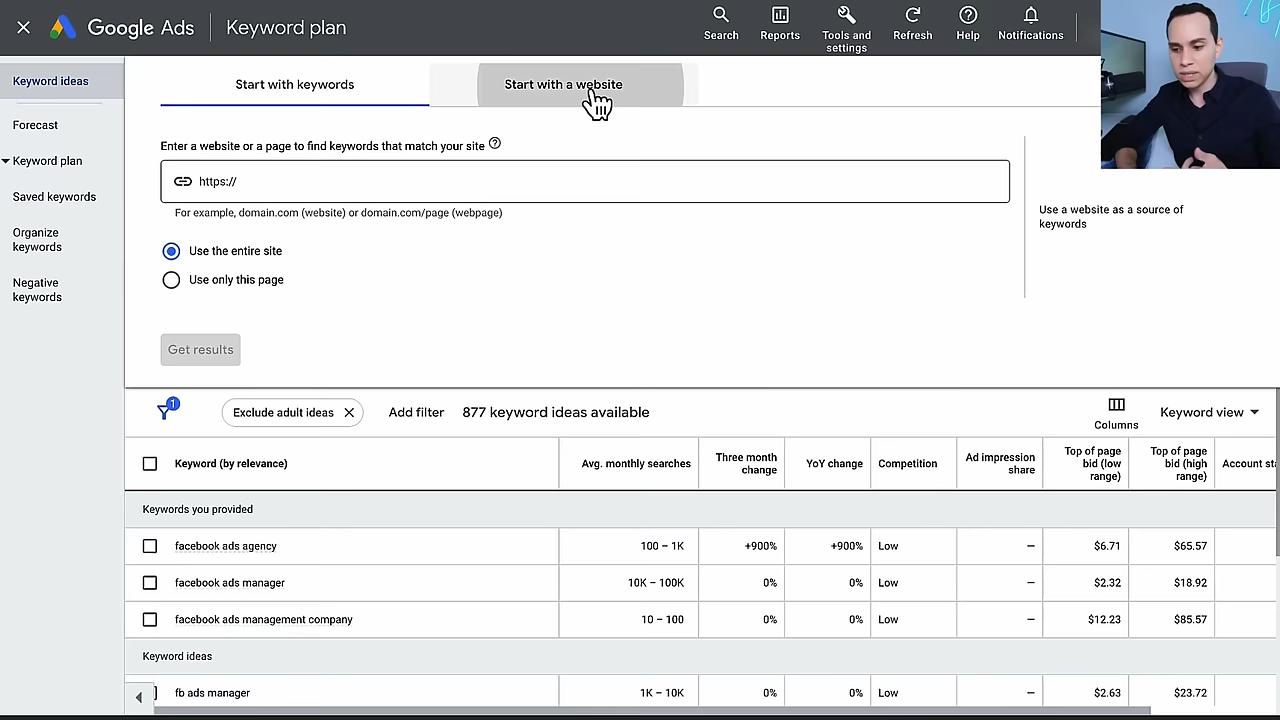 Google Ads
Keyword plan
Search
Reports
Tools and
settings
Refresh
Help
Notifications
Keyword ideas
Forecast
Keyword plan
Saved keywords
Organize
keywords
Negative
keywords
Start with keywords
Start with a website
Enter a website or a page to find keywords that match your site
https://
For example, domain.com (website) or domain.com/page (webpage)
Use the entire site
Use only this page
Use a website as a source of
keywords
Get results
1
Exclude adult ideas
Add filter
877 keyword ideas available
Columns
Keyword view
Keyword (by relevance)
Avg. monthly searches
Three month
change
YoY change
Competition
Ad impression
share
Top of page
bid (low
range)
Top of page
bid (high
range)
Account sta
Keywords you provided
facebook ads agency 100 – 1K +900% +900% Low – $6.71 $65.57
facebook ads manager 10K – 100K 0% 0% Low – $2.32 $18.92
facebook ads management company 10 – 100 0% 0% Low – $12.23 $85.57
Keyword ideas
fb ads manager 1K – 10K 0% 0% Low – $2.63 $23.72